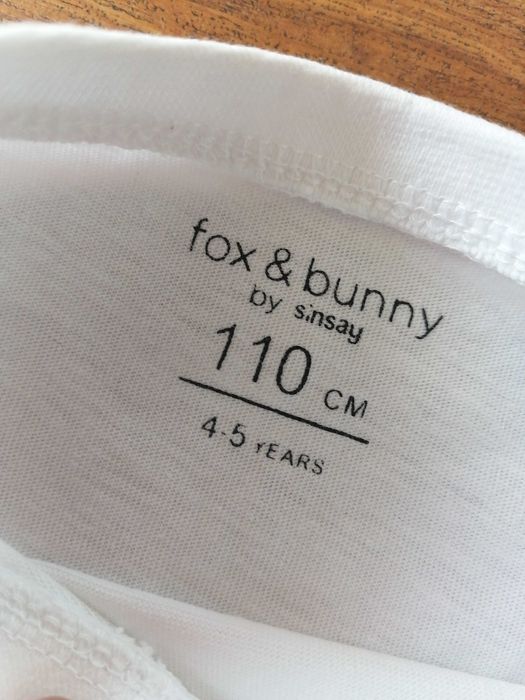 fox & bunny
by sinsay
110 CM
4-5 YEARS